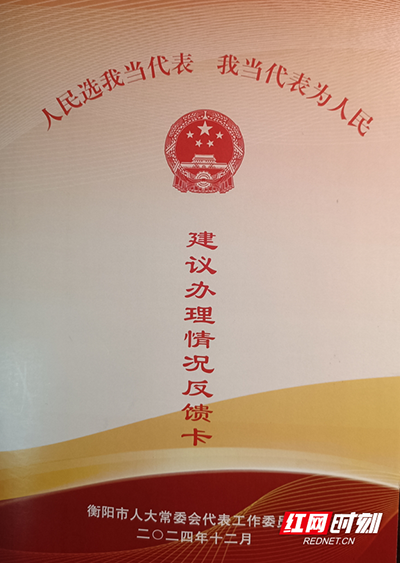 人民选我当代表 我当代表为人民
建议办理情况反馈卡
衡阳市人大常委会代表工作委
二〇二四年十二月
红网时刻
REDNET.CN